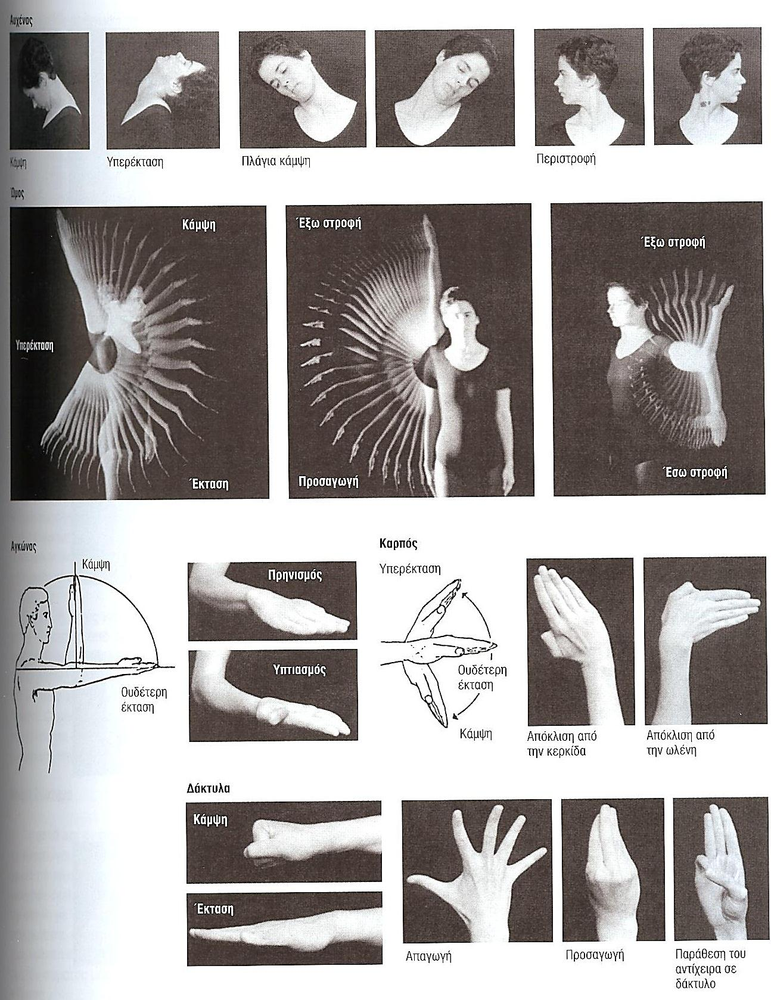 Αυχένας
Κάμψη
Υπερέκταση
Πλάγια κάμψη
Περιστροφή
Ώμος
Κάμψη
Υπερέκταση
Έκταση
Έξω στροφή
Προσαγωγή
Έξω στροφή
Έσω στροφή
Αγκώνας
Κάμψη
Ουδέτερη
έκταση
Πρηνισμός
Υπτιασμός
Καρπός
Υπερέκταση
Ουδέτερη
έκταση
Κάμψη
Απόκλιση από
την κερκίδα
Απόκλιση από
την ωλένη
Δάκτυλα
Κάμψη
Έκταση
Απαγωγή
Προσαγωγή
Παράθεση του
αντίχειρα σε
δάκτυλο